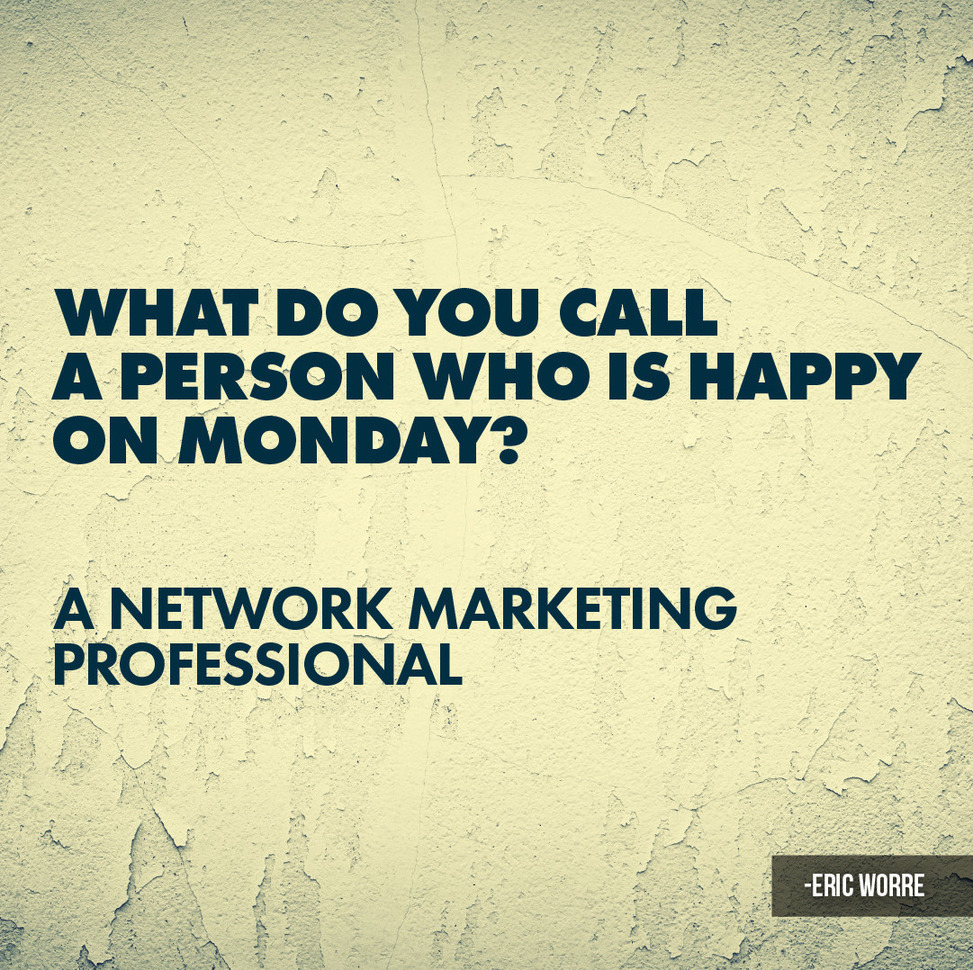 WHAT DO YOU CALL
A PERSON WHO IS HAPPY
ON MONDAY?
A NETWORK MARKETING
PROFESSIONAL
-ERIC WORRE